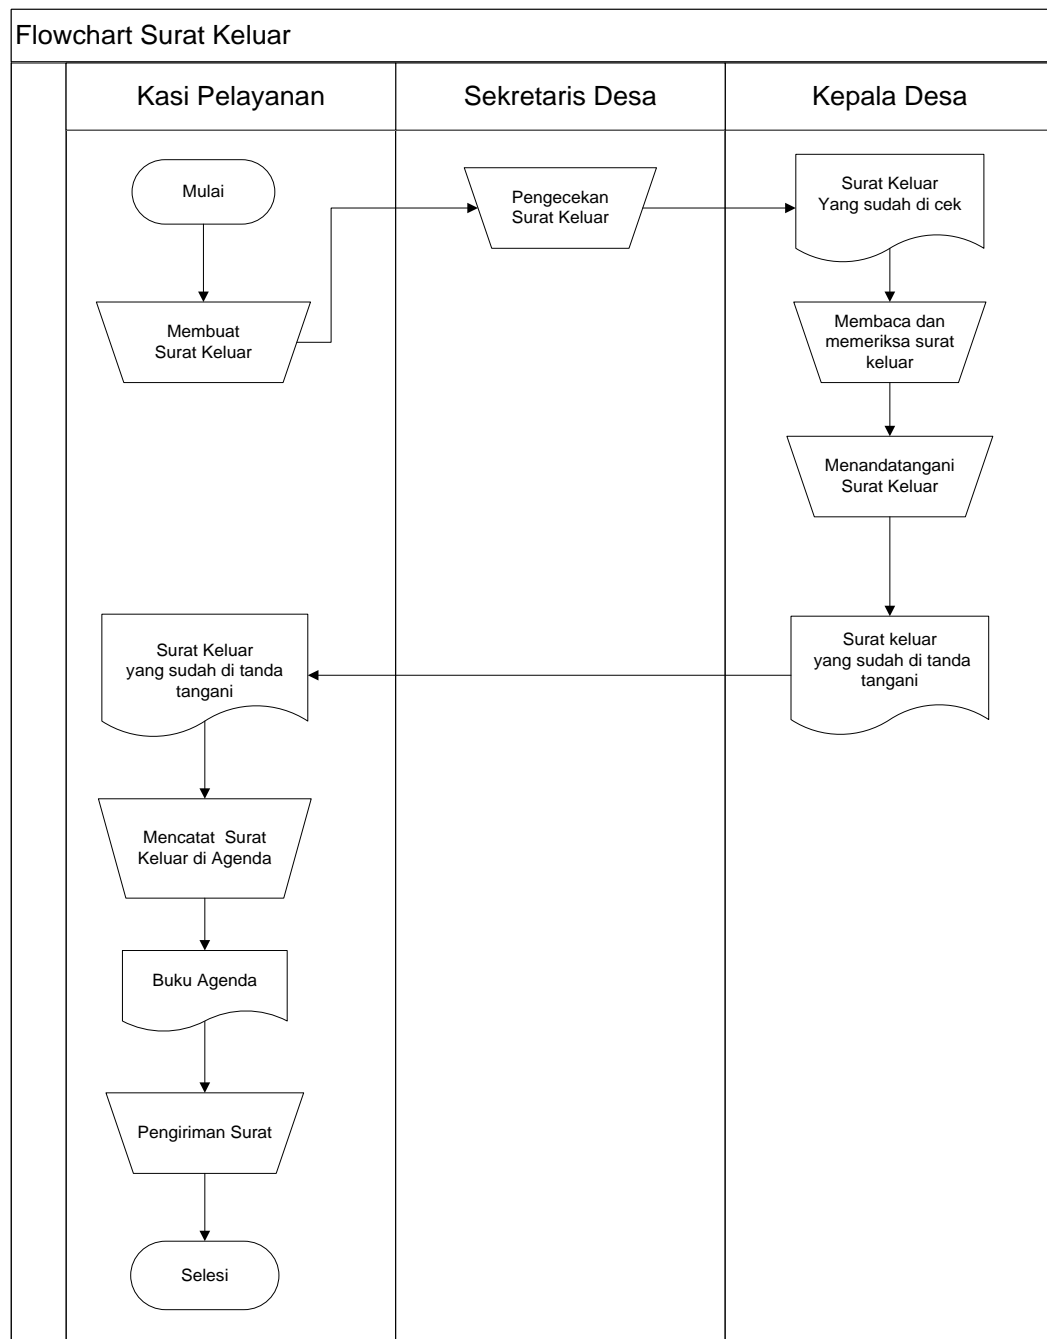 Flowchart Surat Keluar
Kasi Pelayanan
Sekretaris Desa
Kepala Desa
Mulai
Membuat
Surat Keluar
Pengecekan
Surat Keluar
Surat Keluar
Yang sudah di cek
Membaca dan
memeriksa surat
keluar
Menandatangani
Surat Keluar
Surat keluar
yang sudah di tanda
tangani
Surat Keluar
yang sudah di tanda
tangani
Mencatat  Surat
Keluar di Agenda
Buku Agenda
Pengiriman Surat
Selesi